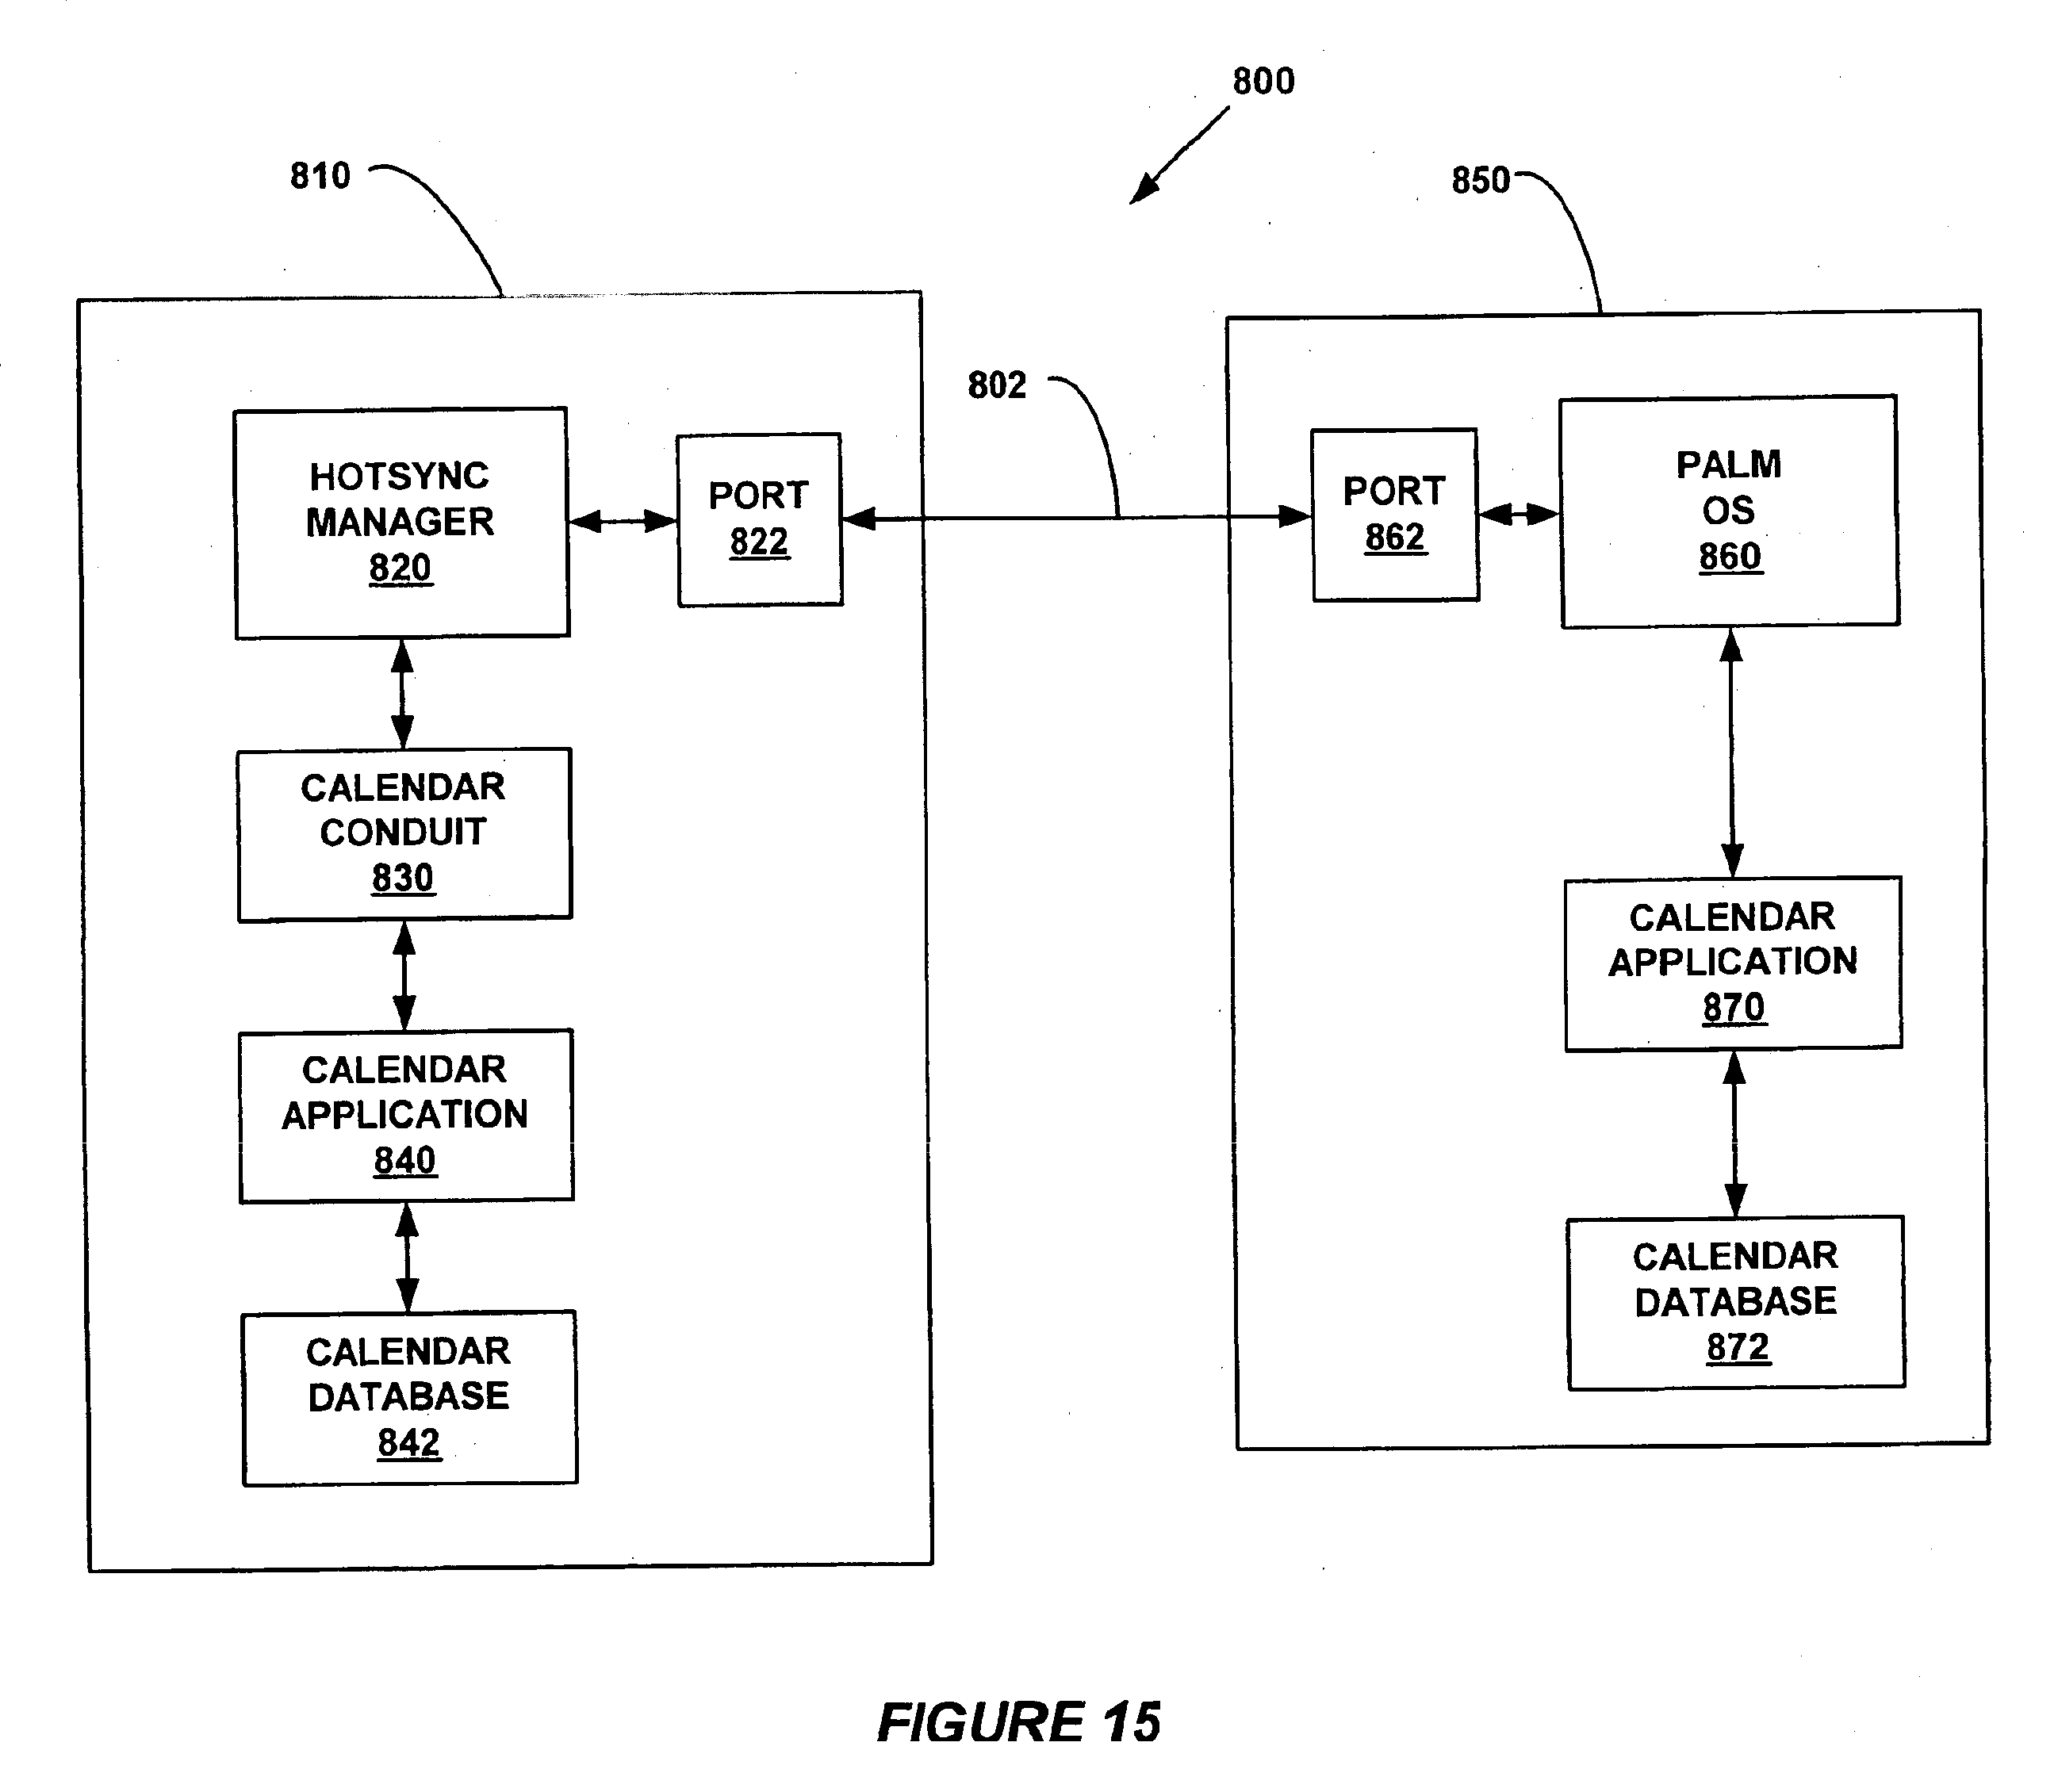 800
810
850
802
HOTSYNC
MANAGER
820
PORT
822
PORT
862
PALM
OS
860
CALENDAR
CONDUIT
830
CALENDAR
APPLICATION
840
CALENDAR
DATABASE
842
CALENDAR
APPLICATION
870
CALENDAR
DATABASE
872
FIGURE 15